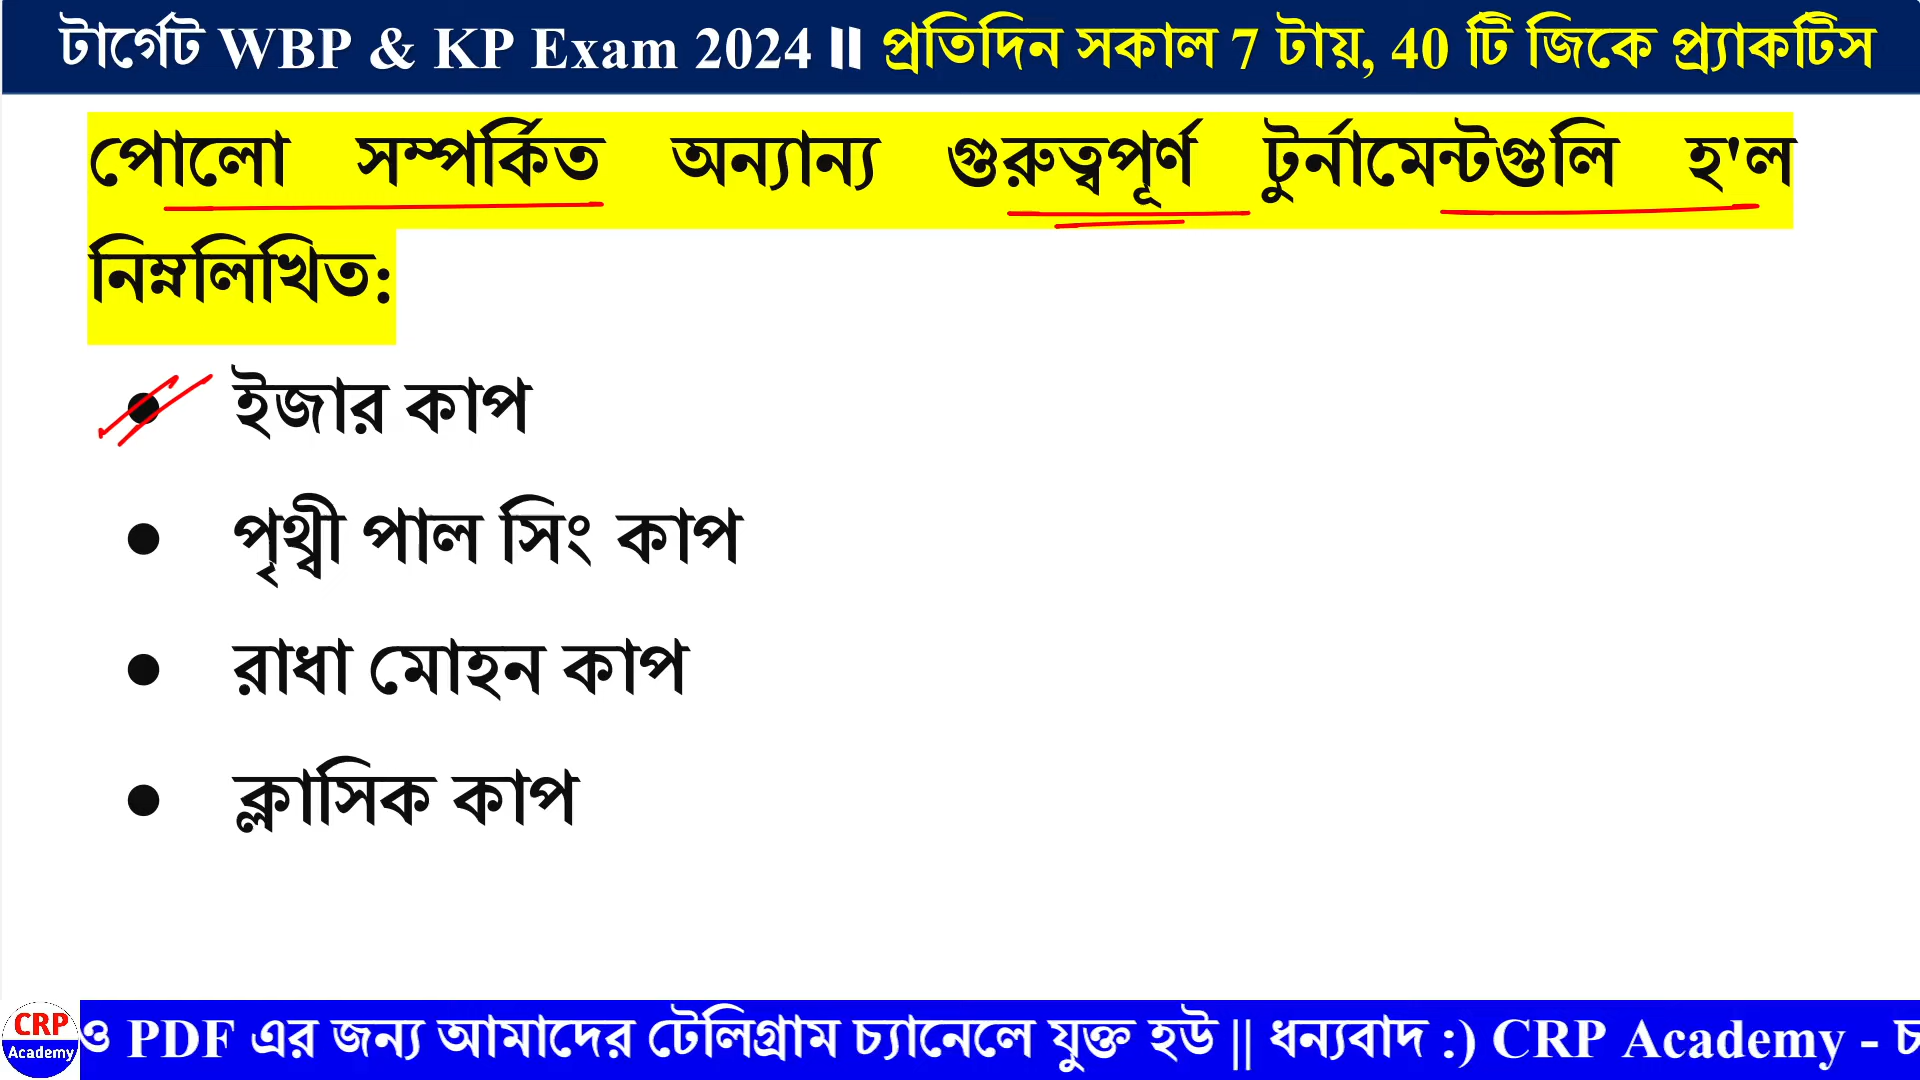 টার্গেট WBP & KP Exam 2024 ॥ প্রতিদিন সকাল 7 টায়, 40 টি জিকে প্র্যাকটিস
পোলো সম্পর্কিত অন্যান্য গুরুত্বপূর্ণ টুর্নামেন্টগুলি হ'ল
নিম্নলিখিত:
● ইজার কাপ
● পৃথ্বী পাল সিং কাপ
● রাধা মোহন কাপ
● ক্লাসিক কাপ
CRP
Academy
ও PDF এর জন্য আমাদের টেলিগ্রাম চ্যানেলে যুক্ত হউ || ধন্যবাদ :) CRP Academy - চ